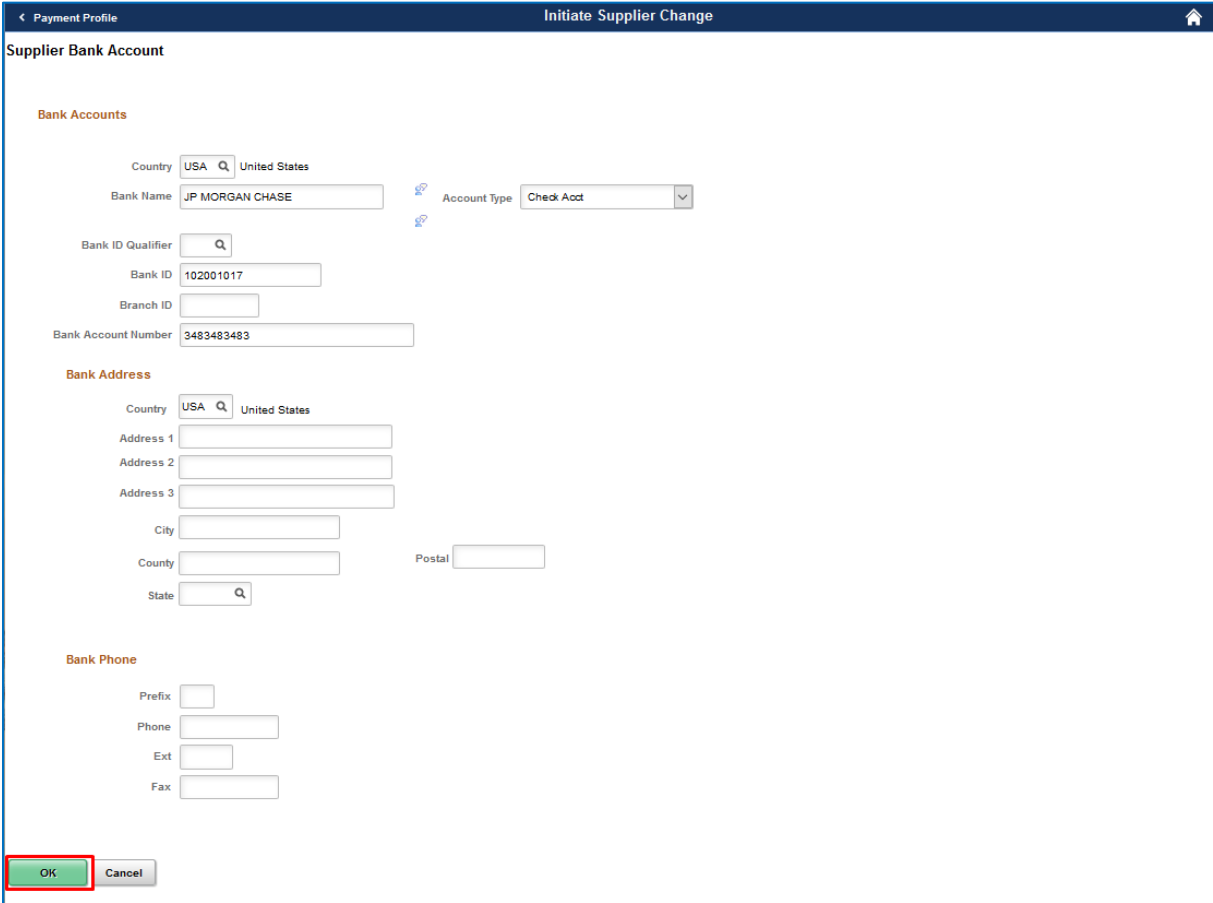 Payment Profile Initiate Supplier Change
Supplier Bank Account
Bank Accounts
Country USA United States
Bank Name JP MORGAN CHASE Account Type Check Acct
Bank ID Qualifier
Bank ID 102001017
Branch ID
Bank Account Number 3483483483
Bank Address
Country USA United States
Address 1
Address 2
Address 3
City
County Postal
State
Bank Phone
Prefix
Phone
Ext
Fax
OK Cancel